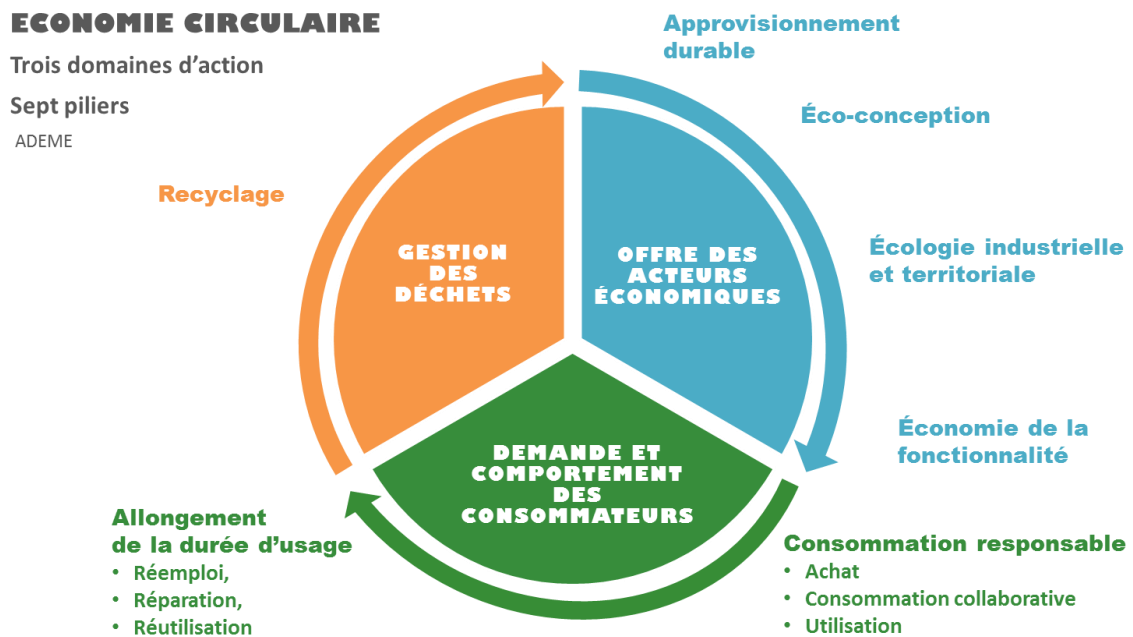 ECONOMIE CIRCULAIRE
Trois domaines d'action
Sept piliers
ADEME
Approvisionnement
durable
Éco-conception
Écologie industrielle
et territoriale
Économie de la
fonctionnalité
Recyclage
GESTION
DES
DÉCHETS
OFFRE DES
ACTEURS
ÉCONOMIQUES
DEMANDE ET
COMPORTEMENT
DES
CONSOMMATEURS
Consommation responsable
• Achat
• Consommation collaborative
• Utilisation
Allongement
de la durée d'usage
• Réemploi,
• Réparation,
• Réutilisation